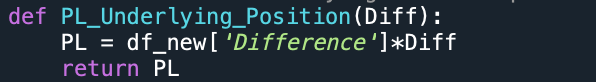 def PL_Underlying_Position(Diff):
    PL = df_new['Difference']*Diff
    return PL